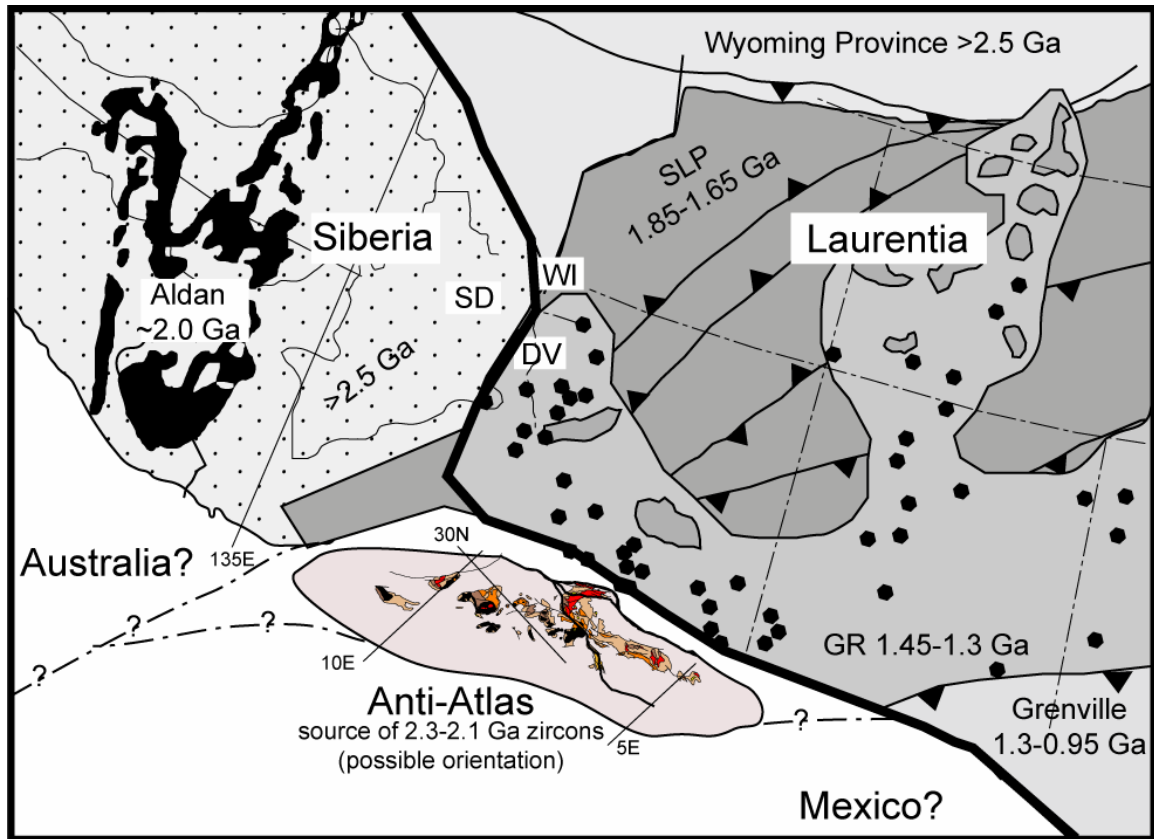 Wyoming Province >2.5 Ga
SLP
1.85-1.65 Ga
Siberia
Laurentia
Aldan
~2.0 Ga
SD
WI
DV
>2.5 Ga
30N
135E
Australia?
?
?
?
10E
Anti-Atlas
source of 2.3-2.1 Ga zircons
(possible orientation)
5E
?
GR 1.45-1.3 Ga
Grenville
1.3-0.95 Ga
Mexico?